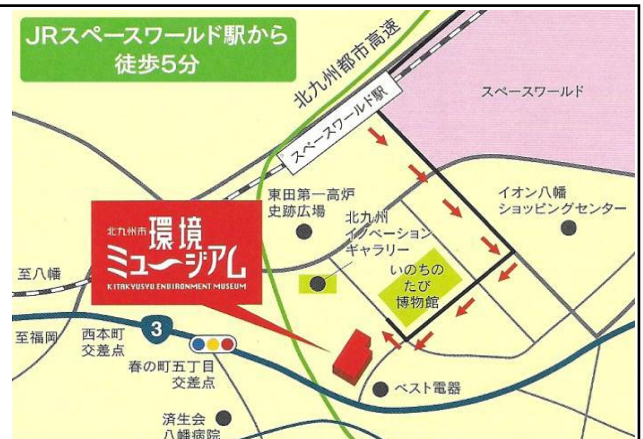 JRスペースワールド駅から
徒歩5分
北九州都市高速
スペースワールド駅
スペースワールド
東田第一高炉
史跡広場
北九州
イノベーション
ギャラリー
イオン八幡
ショッピングセンター
いのちの
たび
博物館
北九州市
環境
ミュージアム
KITAKYUSYU ENVIRONMENT MUSEUM
至八幡
至福岡
西本町
交差点
3
春の町五丁目
交差点
ベスト電器
済生会
八幡病院